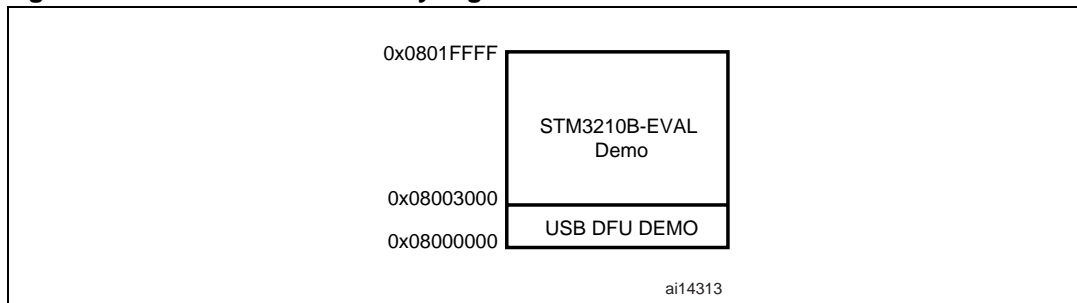 0x0801FFFF
STM3210B-EVAL
Demo
0x08003000
USB DFU DEMO
0x08000000
ai14313